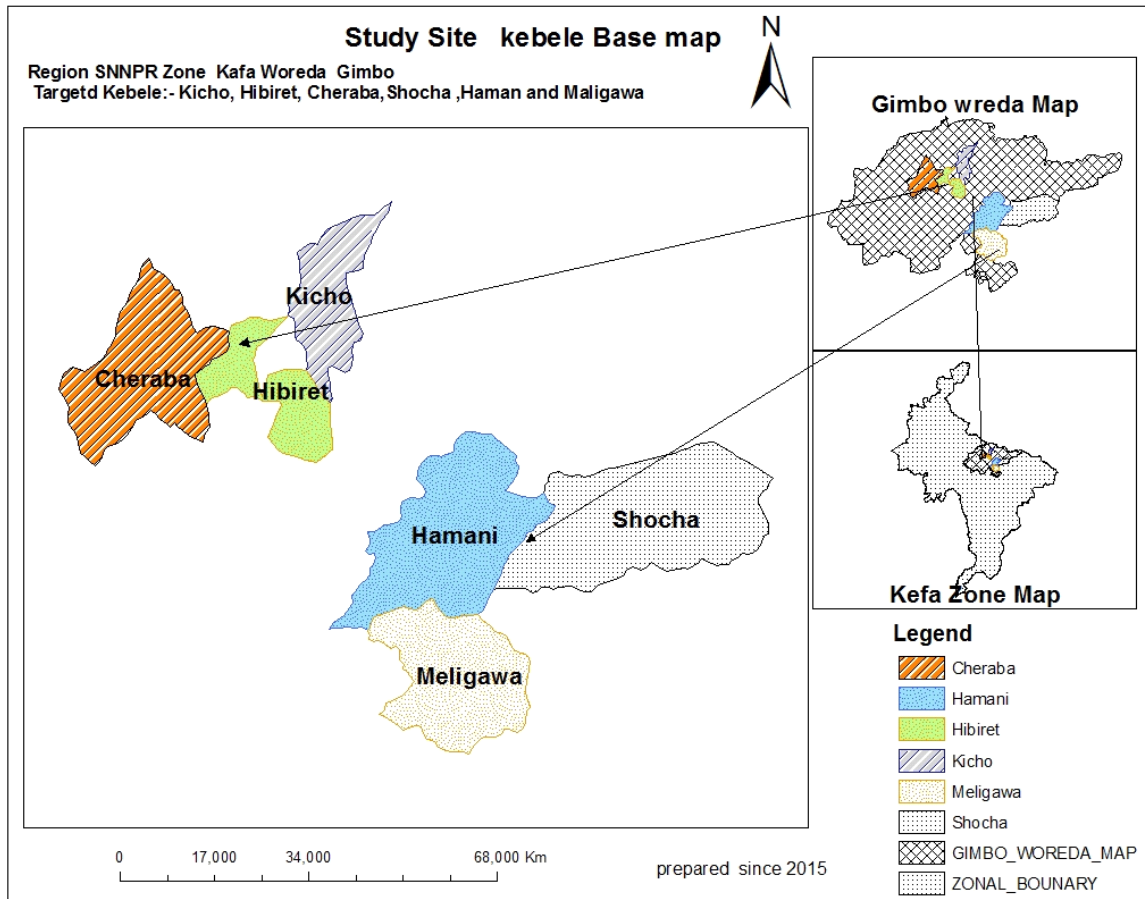 Study Site kebele Base map
N
Region SNNPR Zone Kafa Woreda Gimbo
Targetd Kebele:- Kicho, Hibiret, Cheraba,Shocha ,Haman and Maligawa
Gimbo wreda Map
Kicho
Cheraba
Hibiret
Hamani
Shocha
Meligawa
Kefa Zone Map
Legend
Cheraba
Hamani
Hibiret
Kicho
Meligawa
Shocha
GIMBO_WOREDA_MAP
ZONAL_BOUNARY
0 17,000 34,000 68,000 Km
prepared since 2015